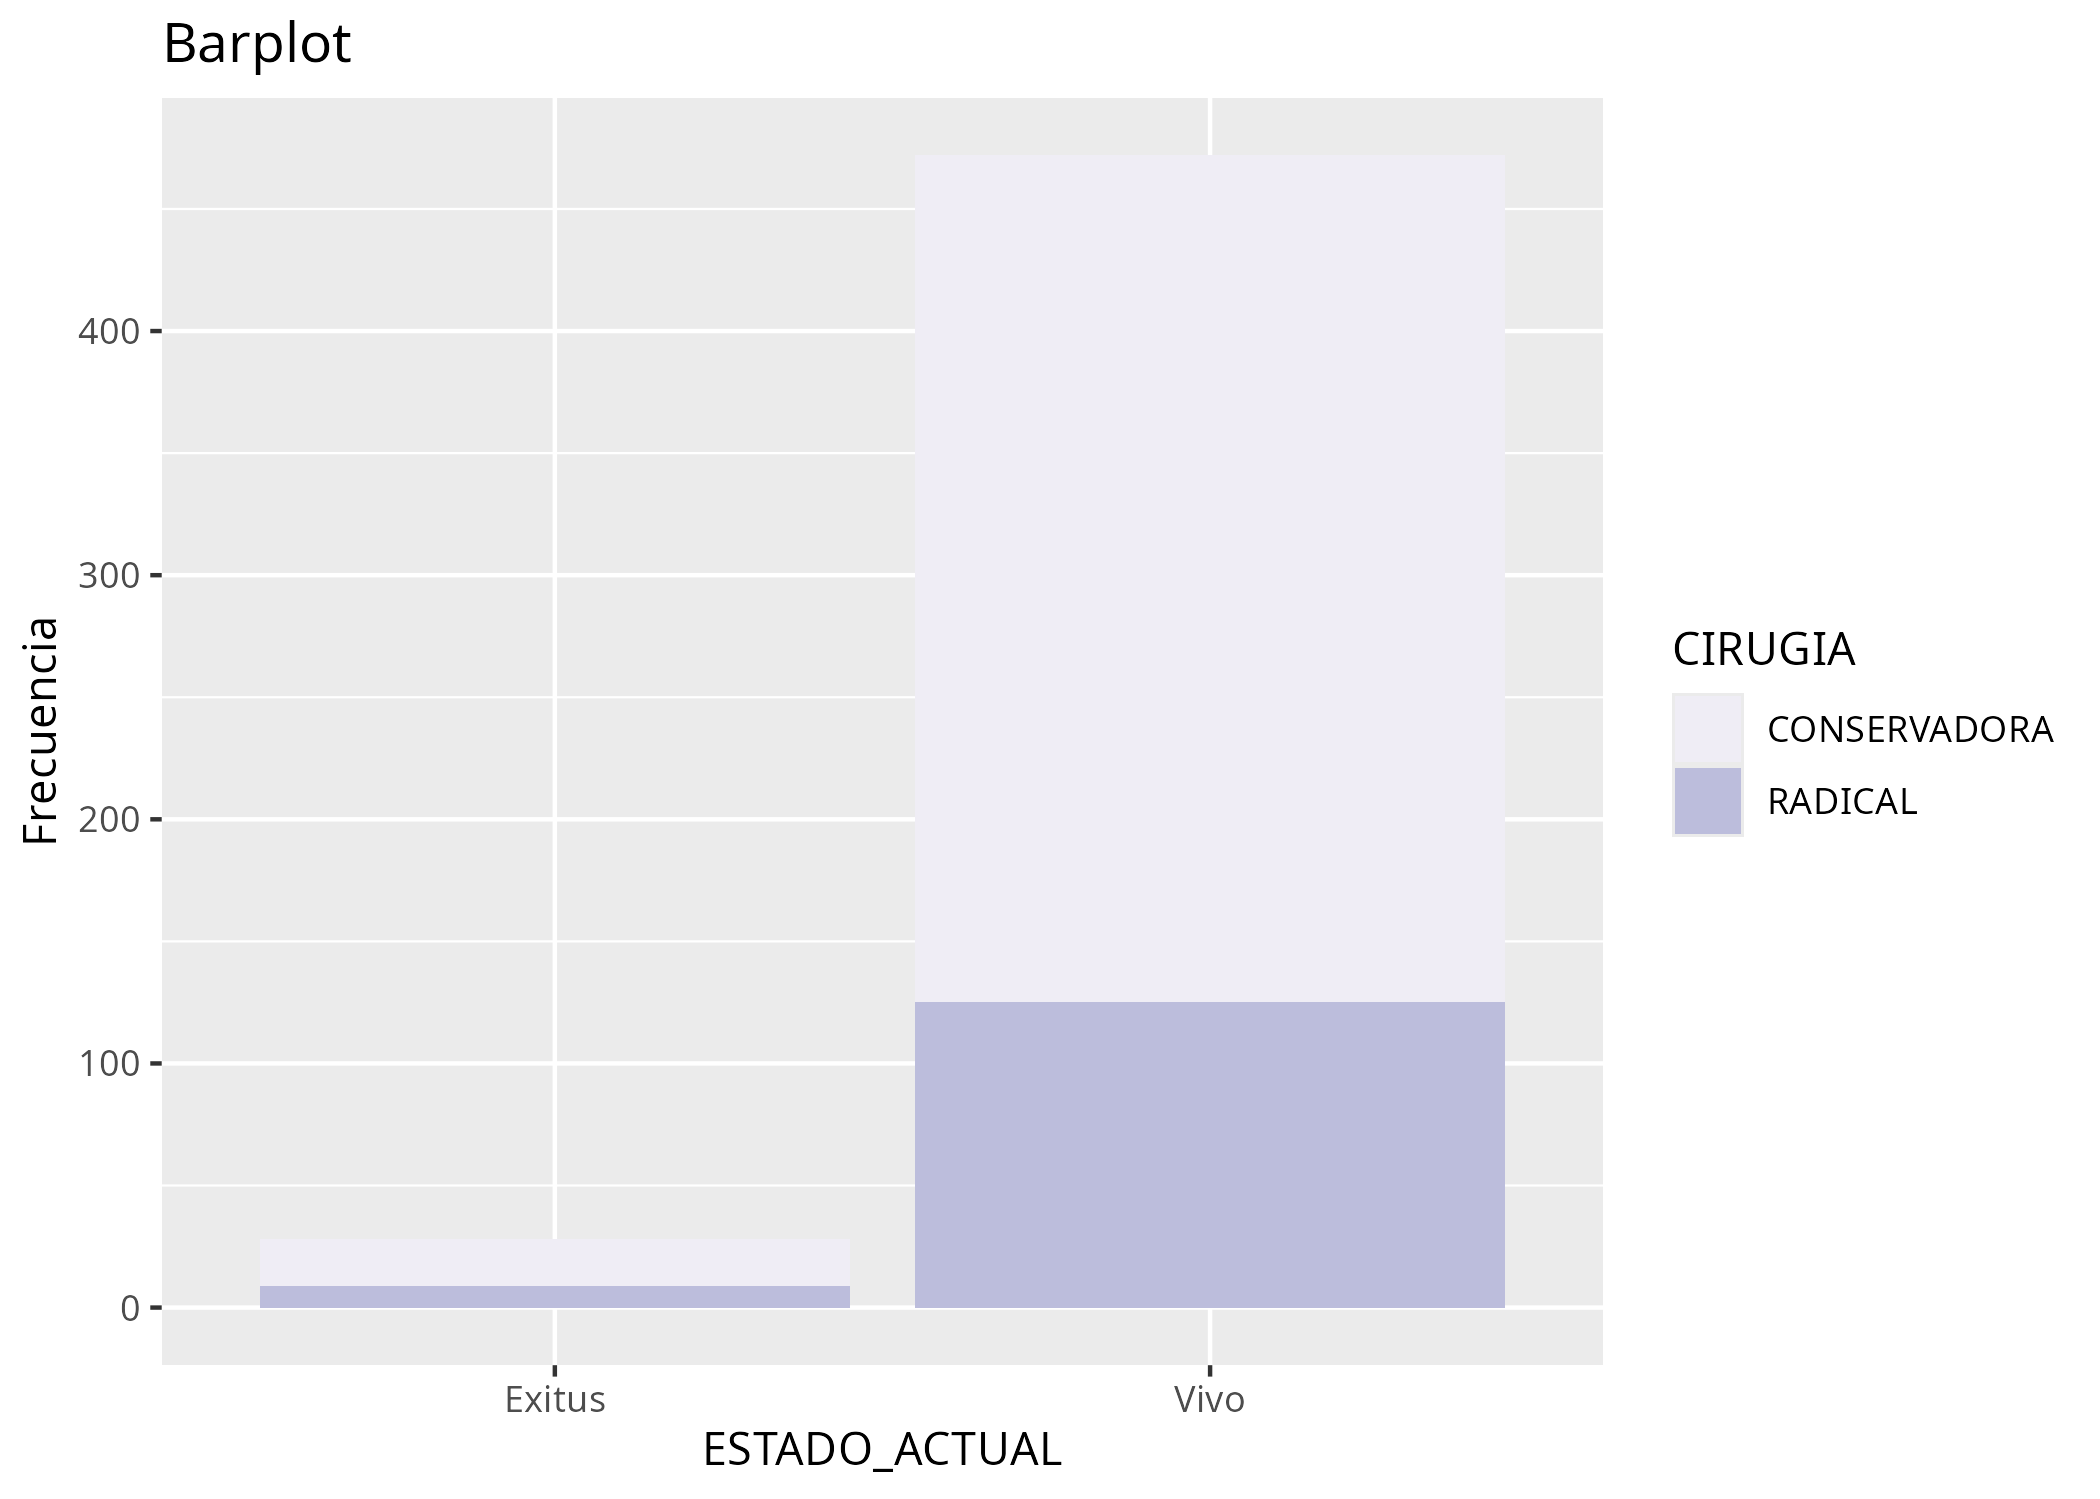 Barplot
Frecuencia
400
300
200
100
0
Exitus
Vivo
ESTADO_ACTUAL
CIRUGIA
CONSERVADORA
RADICAL